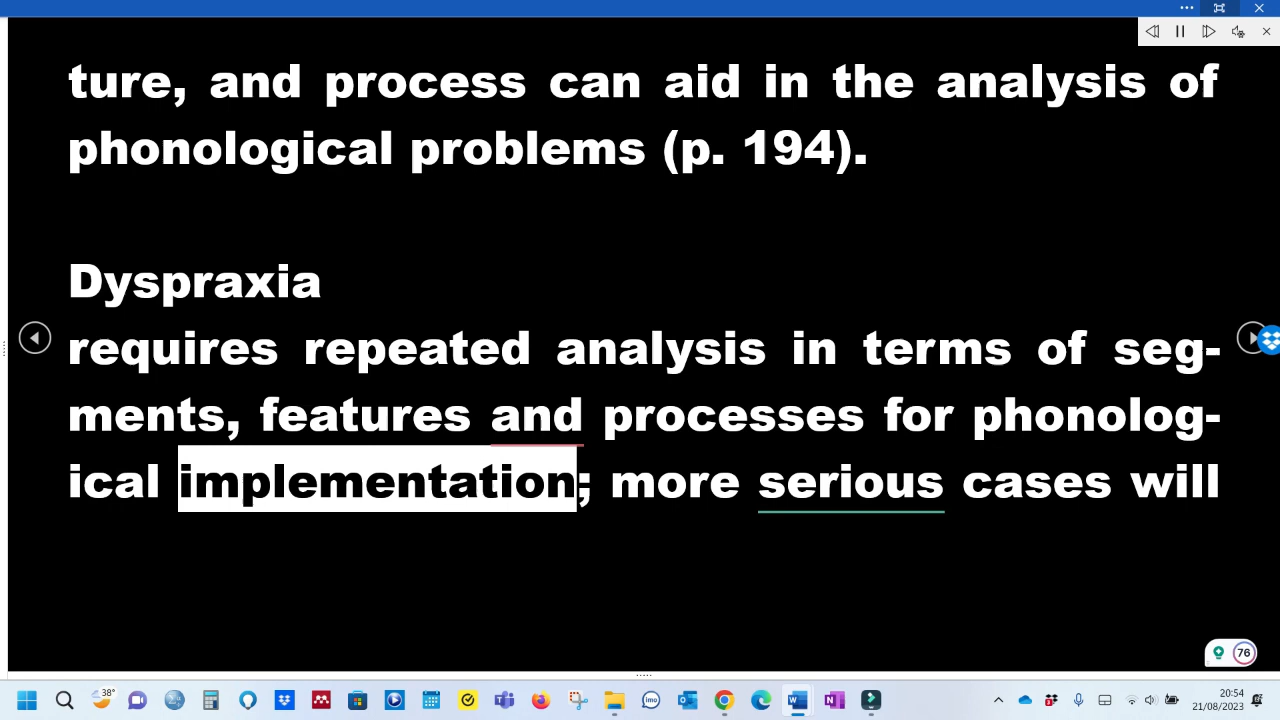 ture, and process can aid in the analysis of
phonological problems (p. 194).
Dyspraxia
requires repeated analysis in terms of seg-
ments, features and processes for phonolog-
ical implementation; more serious cases will
76
38°
imo
20:54
21/08/2023